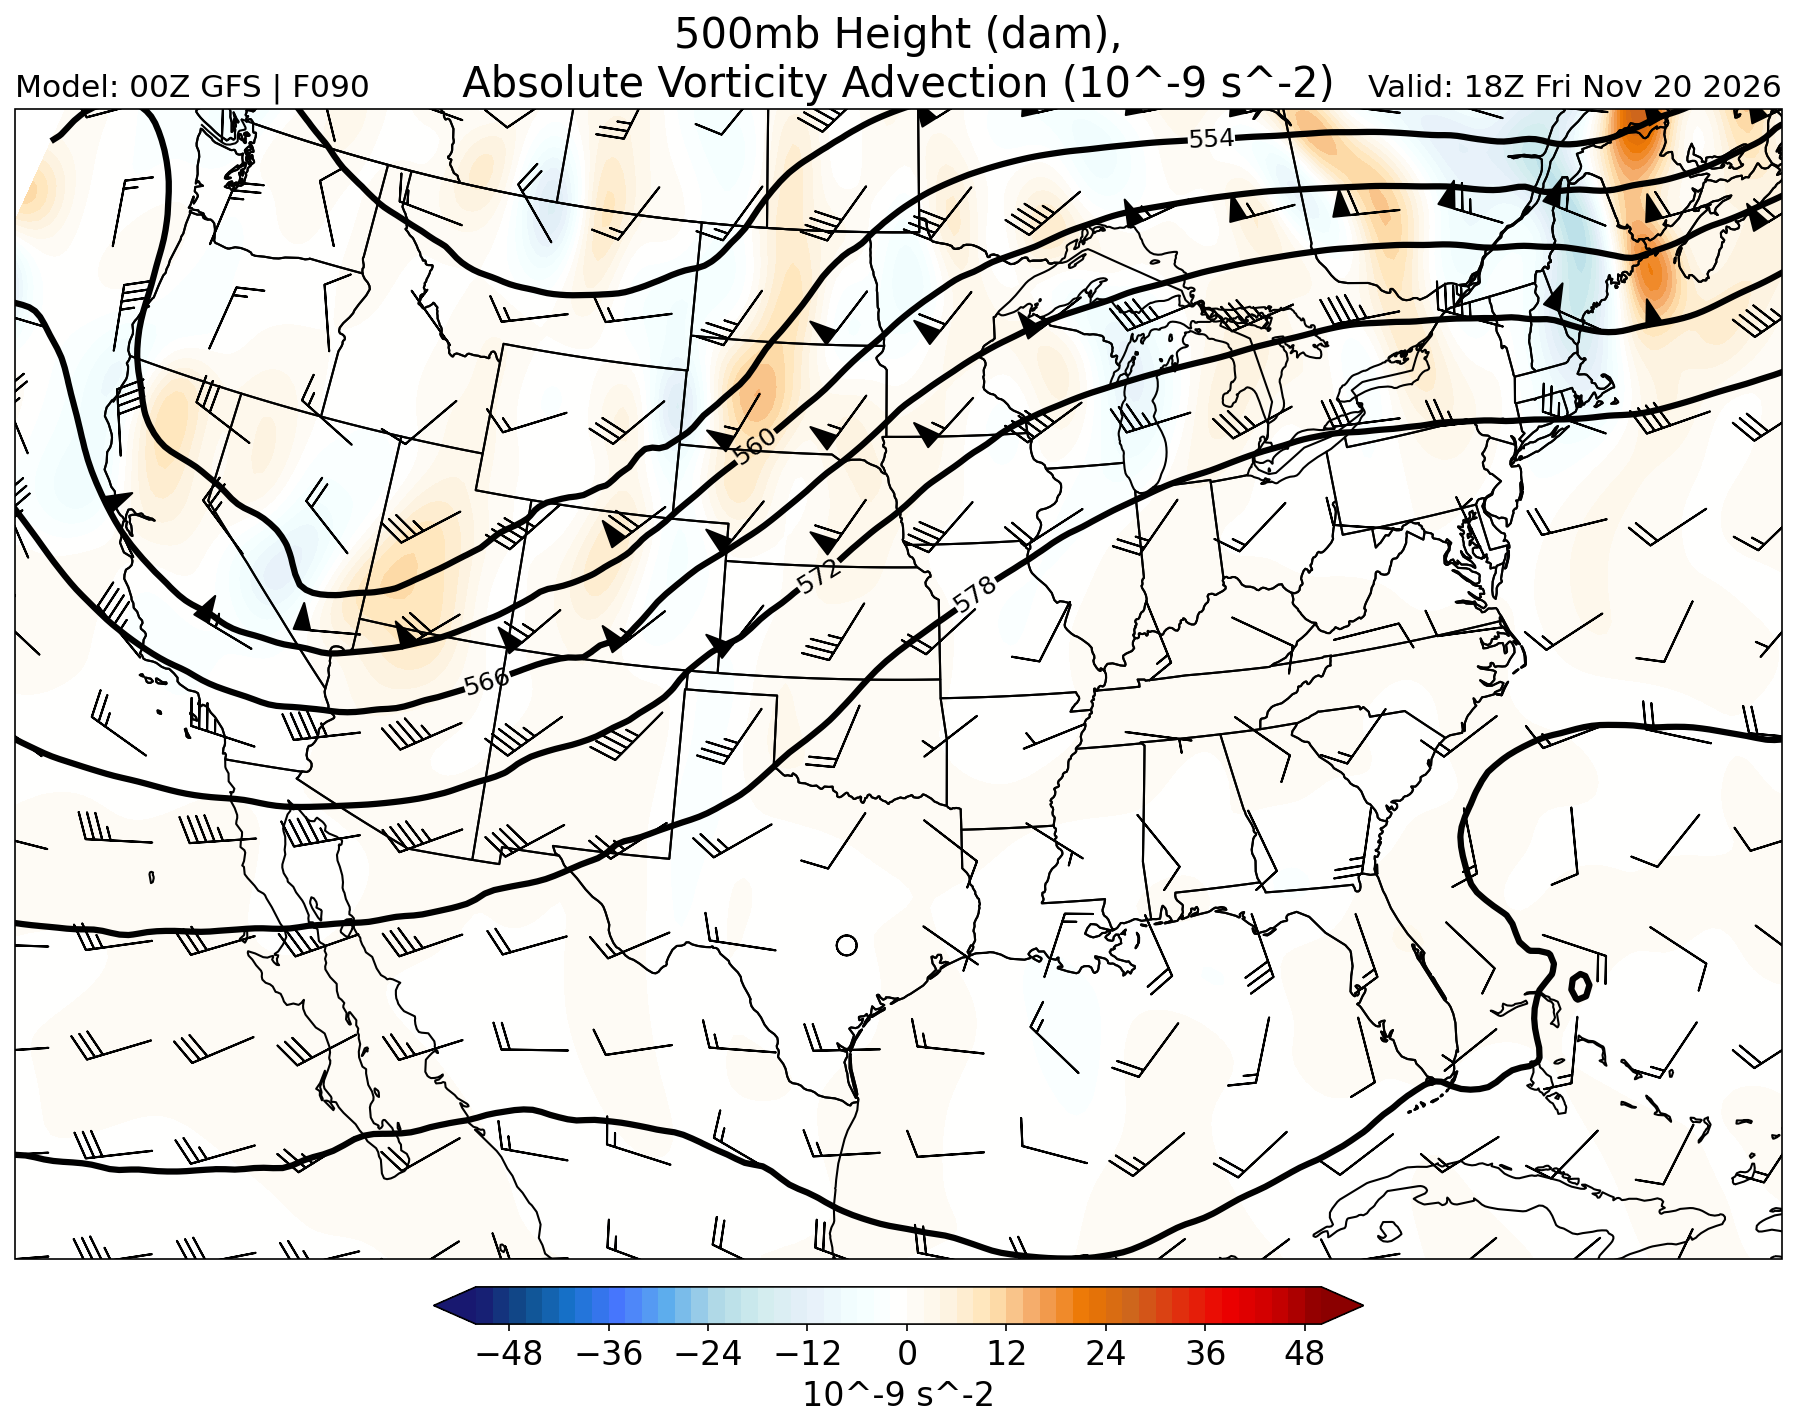 500mb Height (dam),
Model: 00Z GFS | F090
Absolute Vorticity Advection (10^-9 s^-2)
Valid: 18Z Fri Nov 20 2026
554
560
572
578
566
−48 −36 −24 −12 0 12 24 36 48
10^-9 s^-2